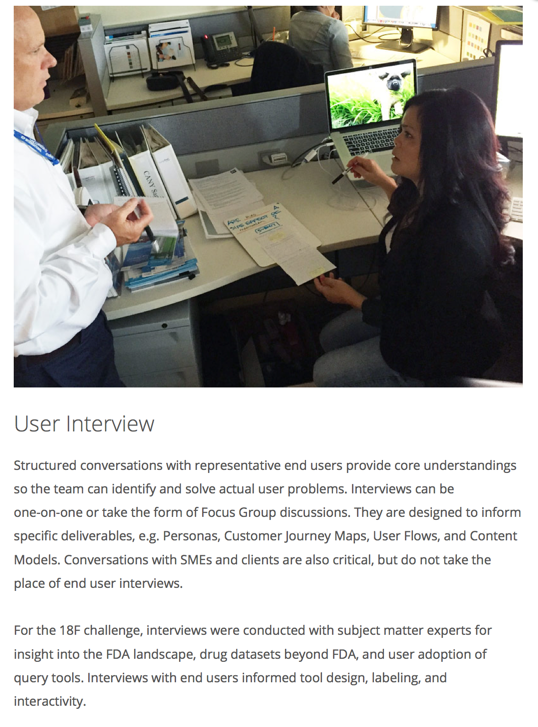 User Interview
Structured conversations with representative end users provide core understandings
so the team can identify and solve actual user problems. Interviews can be
one-on-one or take the form of Focus Group discussions. They are designed to inform
specific deliverables, e.g. Personas, Customer Journey Maps, User Flows, and Content
Models. Conversations with SMEs and clients are also critical, but do not take the
place of end user interviews.
For the 18F challenge, interviews were conducted with subject matter experts for
insight into the FDA landscape, drug datasets beyond FDA, and user adoption of
query tools. Interviews with end users informed tool design, labeling, and
interactivity.